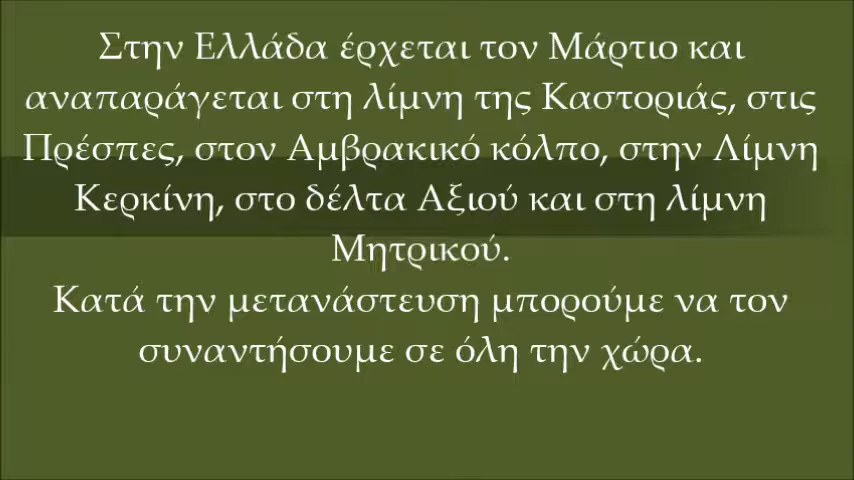 Στην Ελλάδα έρχεται τον Μάρτιο και
αναπαράγεται στη λίμνη της Καστοριάς, στις
Πρέσπες, στον Αμβρακικό κόλπο, στην Λίμνη
Κερκίνη, στο δέλτα Αξιού και στη λίμνη
Μητρικού.
Κατά την μετανάστευση μπορούμε να τον
συναντήσουμε σε όλη την χώρα.